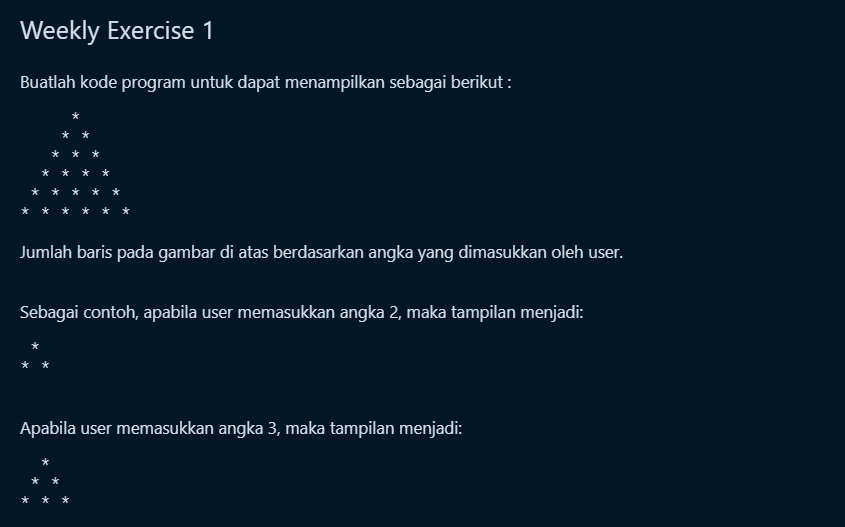 Weekly Exercise 1
Buatlah kode program untuk dapat menampilkan sebagai berikut :
     *
    * *
   * * *
  * * * *
 * * * * *
* * * * * *
Jumlah baris pada gambar di atas berdasarkan angka yang dimasukkan oleh user.
Sebagai contoh, apabila user memasukkan angka 2, maka tampilan menjadi:
 *
* *
Apabila user memasukkan angka 3, maka tampilan menjadi:
  *
 * *
* * *